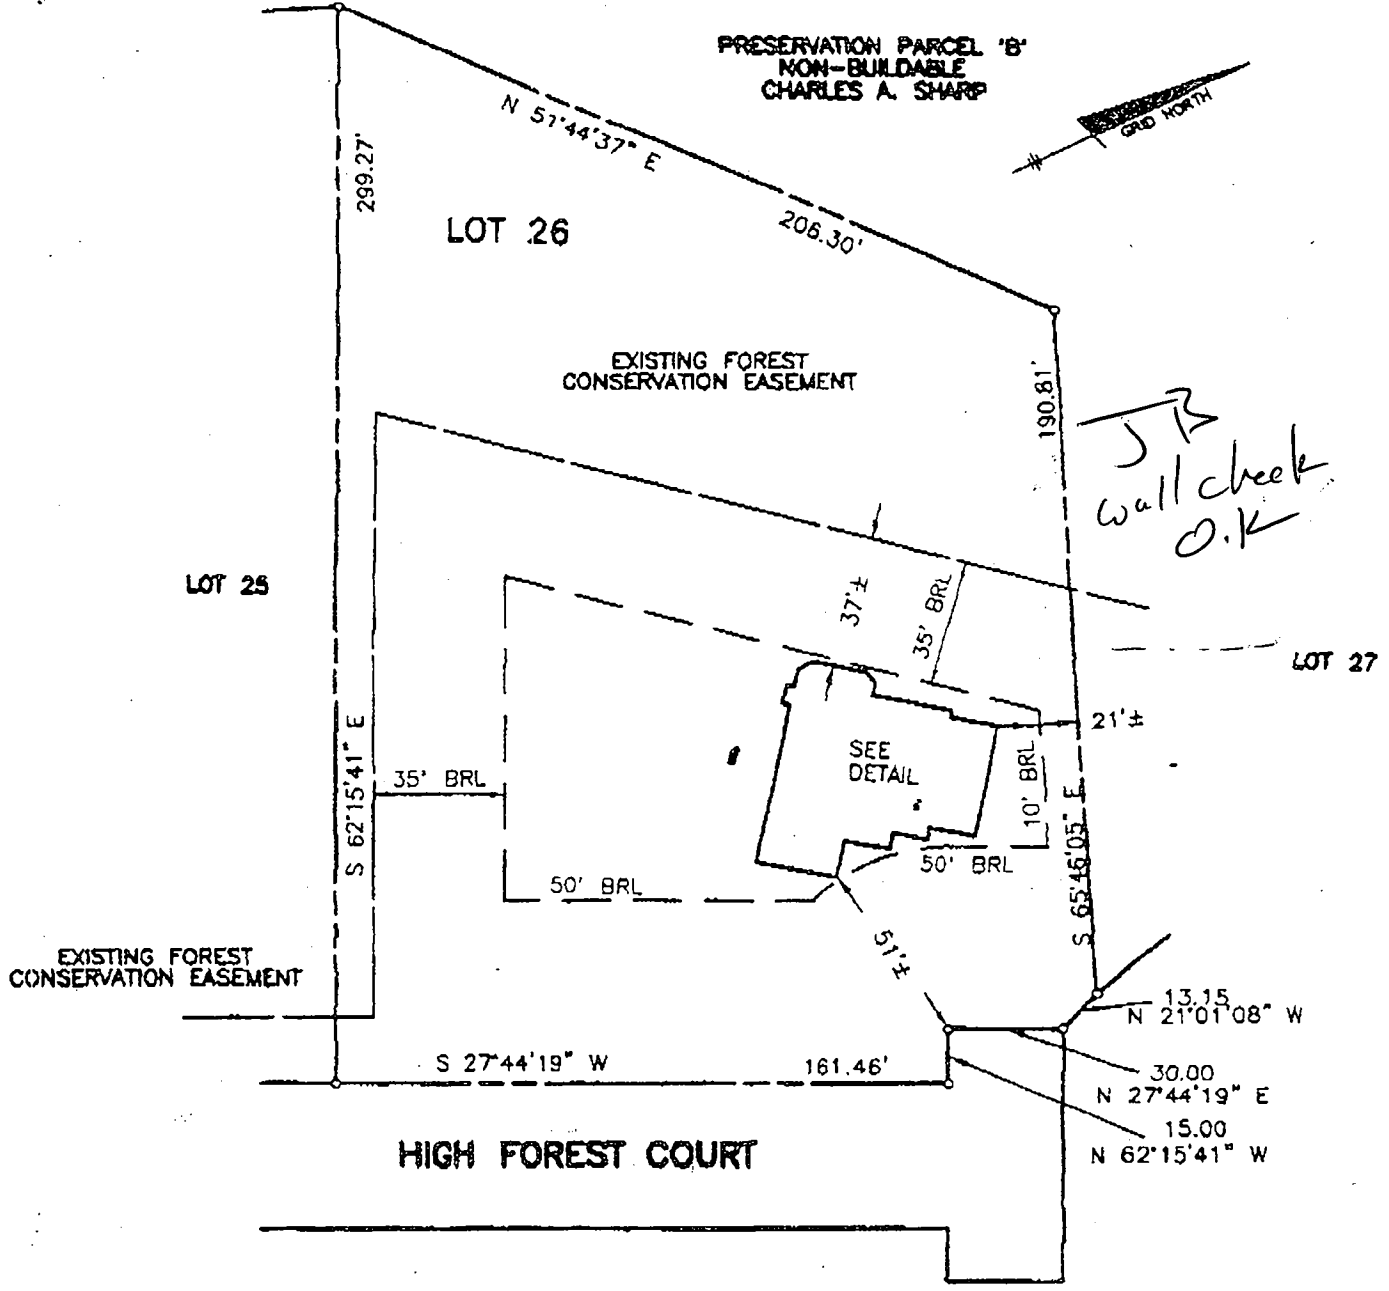 PRESERVATION PARCEL 'B'
NON-BUILDABLE
CHARLES A. SHARP
GRID NORTH
N 51°44'37" E
299.27'
LOT 26
206.30'
EXISTING FOREST
CONSERVATION EASEMENT
190.81'
wall check
O.K
LOT 25
37'±
35' BRL
LOT 27
21'±
SEE
DETAIL
S 62°15'41" E
35' BRL
10' BRL
S 65°46'05" E
50' BRL
50' BRL
51'±
EXISTING FOREST
CONSERVATION EASEMENT
13.15
N 21°01'08" W
S 27°44'19" W
161.46'
30.00
N 27°44'19" E
15.00
N 62°15'41" W
HIGH FOREST COURT